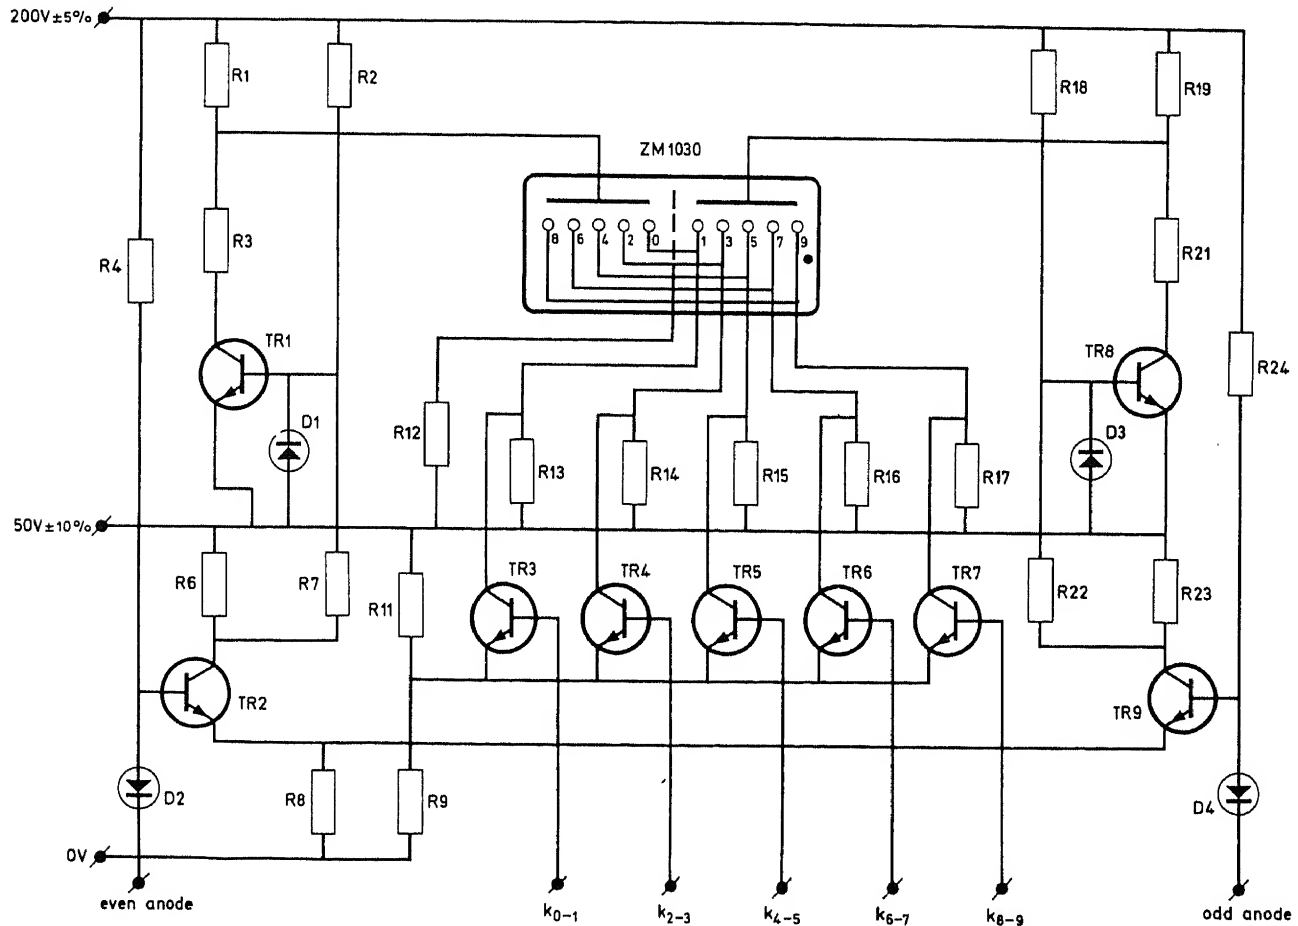 200V±5%
R1
R2
R18
R19
ZM1030
8 6 4 2 0 1 3 5 7 9
R3
R4
R21
TR1
TR8
R24
D1
D3
R12
R13
R14
R15
R16
R17
50V±10%
R6
R7
R11
TR3
TR4
TR5
TR6
TR7
R22
R23
TR2
TR9
D2
R8
R9
D4
0V
even anode
k0-1
k2-3
k4-5
k6-7
k8-9
odd anode